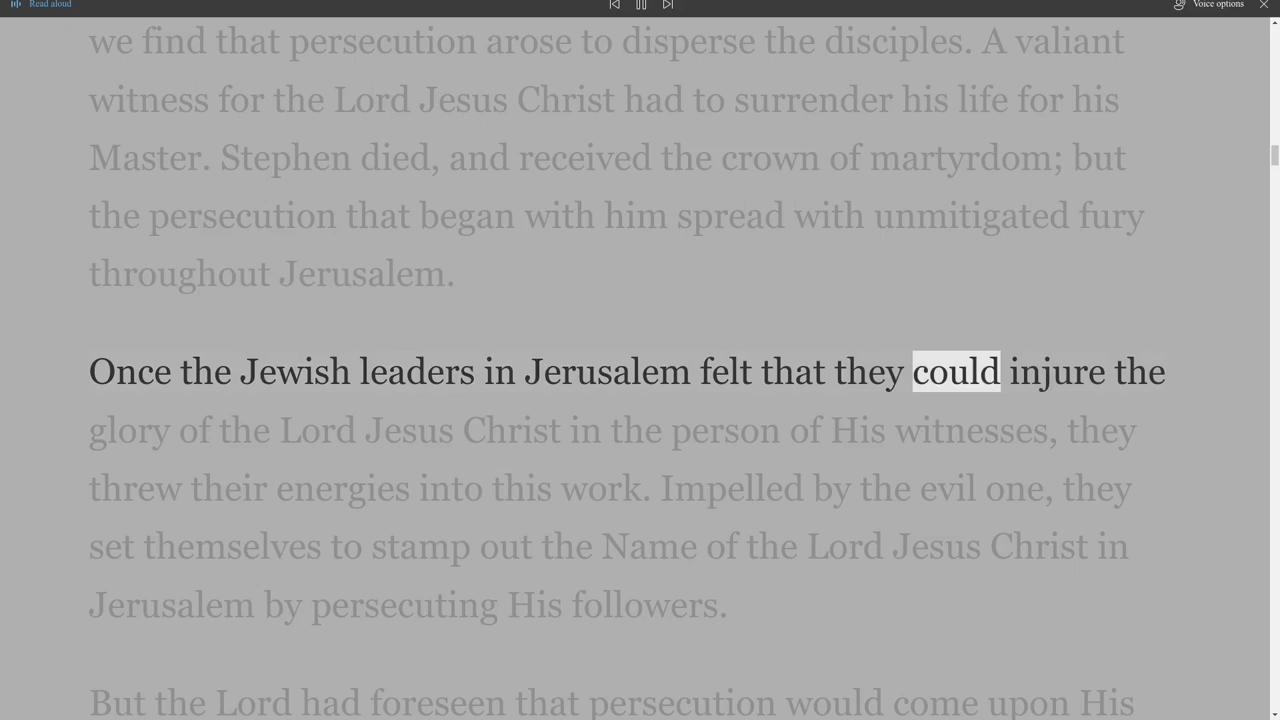 Read aloud
Voice options
we find that persecution arose to disperse the disciples. A valiant
witness for the Lord Jesus Christ had to surrender his life for his
Master. Stephen died, and received the crown of martyrdom; but
the persecution that began with him spread with unmitigated fury
throughout Jerusalem.
Once the Jewish leaders in Jerusalem felt that they could injure the
glory of the Lord Jesus Christ in the person of His witnesses, they
threw their energies into this work. Impelled by the evil one, they
set themselves to stamp out the Name of the Lord Jesus Christ in
Jerusalem by persecuting His followers.
But the Lord had foreseen that persecution would come upon His